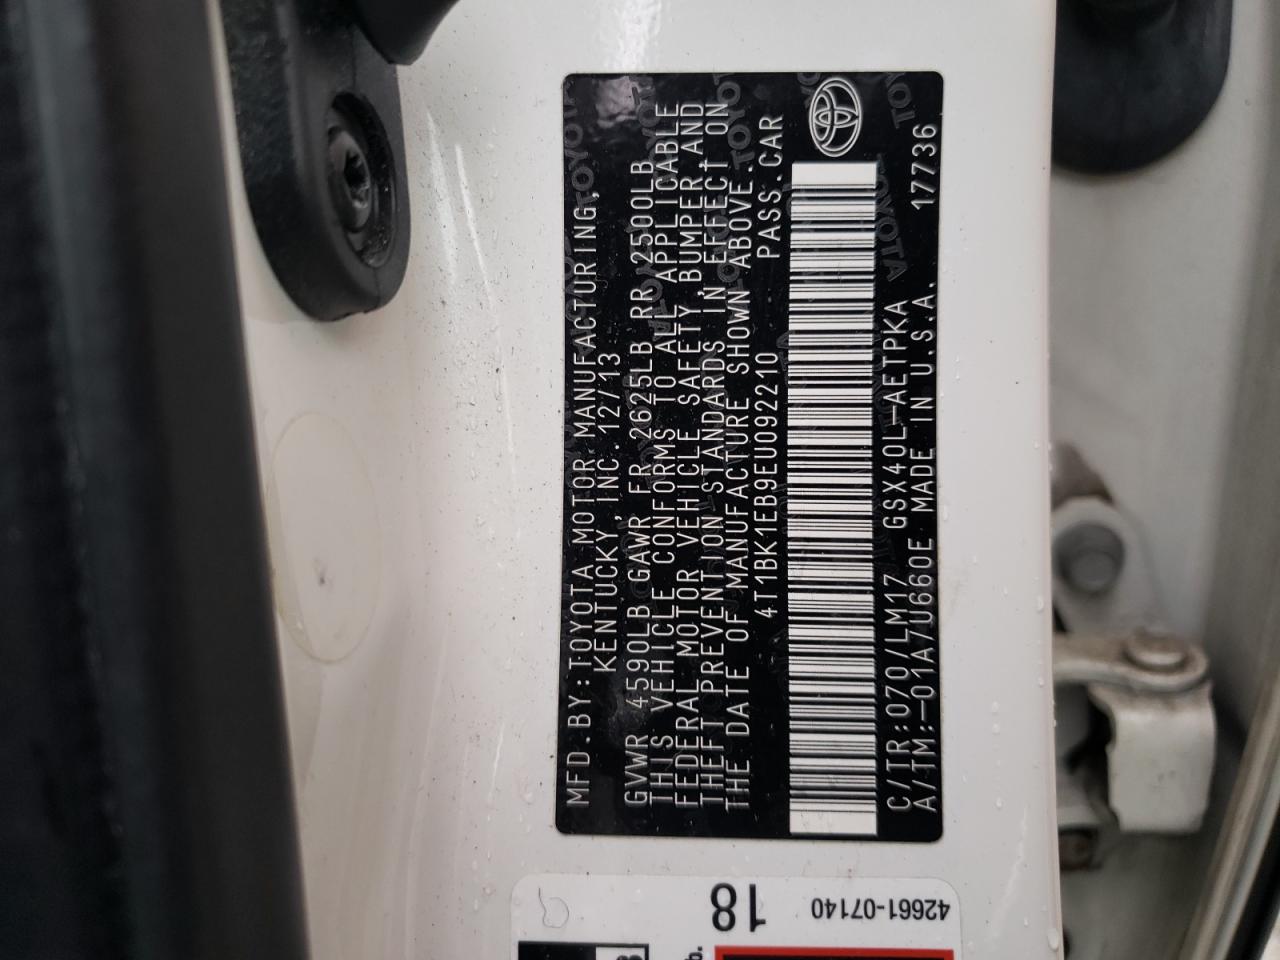 MFD.BY:TOYOTA MOTOR MANUFACTURING,
KENTUCKY,INC. 12/13
GVWR 4590LB GAWR FR 2625LB RR 2500LB
THIS VEHICLE CONFORMS TO ALL APPLICABLE
FEDERAL MOTOR VEHICLE SAFETY,BUMPER,AND
THEFT PREVENTION STANDARDS IN EFFECT ON
THE DATE OF MANUFACTURE SHOWN ABOVE.
4T1BK1EB9EU092210 PASS.CAR
C/TR:070/LM17 GSX40L-AETPKA
A/TM:-01A/U660E MADE IN U.S.A. 17736
18
42661-07140